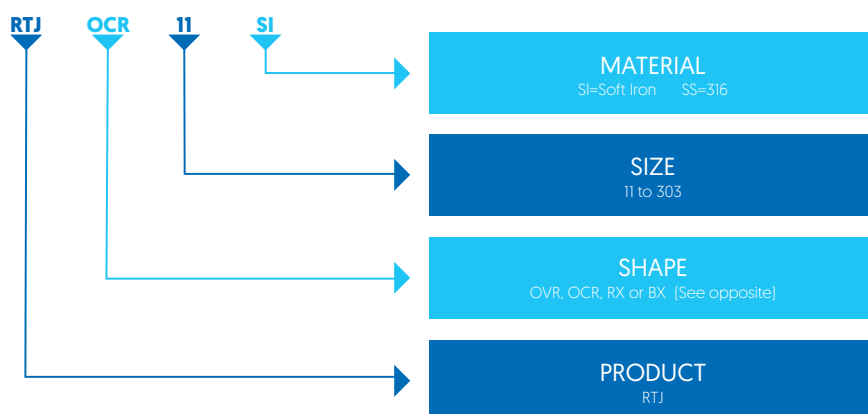 RTJ OCR 11 SI
MATERIAL
SI=Soft Iron SS=316
SIZE
11 to 303
SHAPE
OVR, OCR, RX or BX (See opposite)
PRODUCT
RTJ